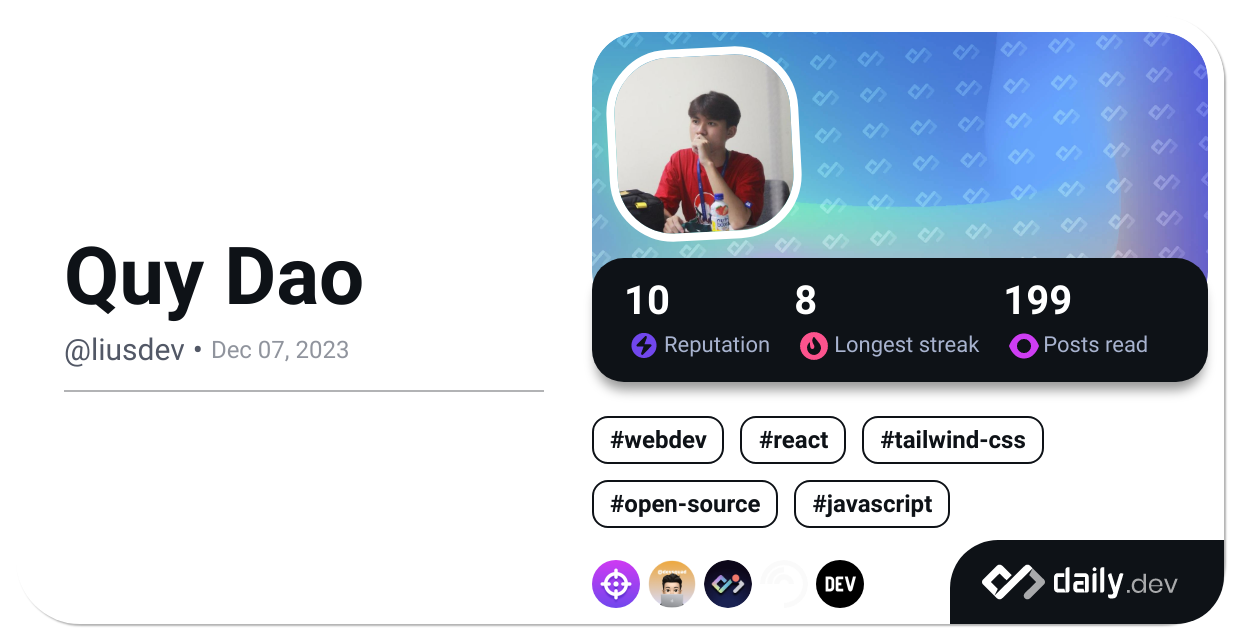 Quy Dao
@liusdev • Dec 07, 2023
10 8 199
Reputation Longest streak Posts read
#webdev #react #tailwind-css
#open-source #javascript
DEV
daily.dev